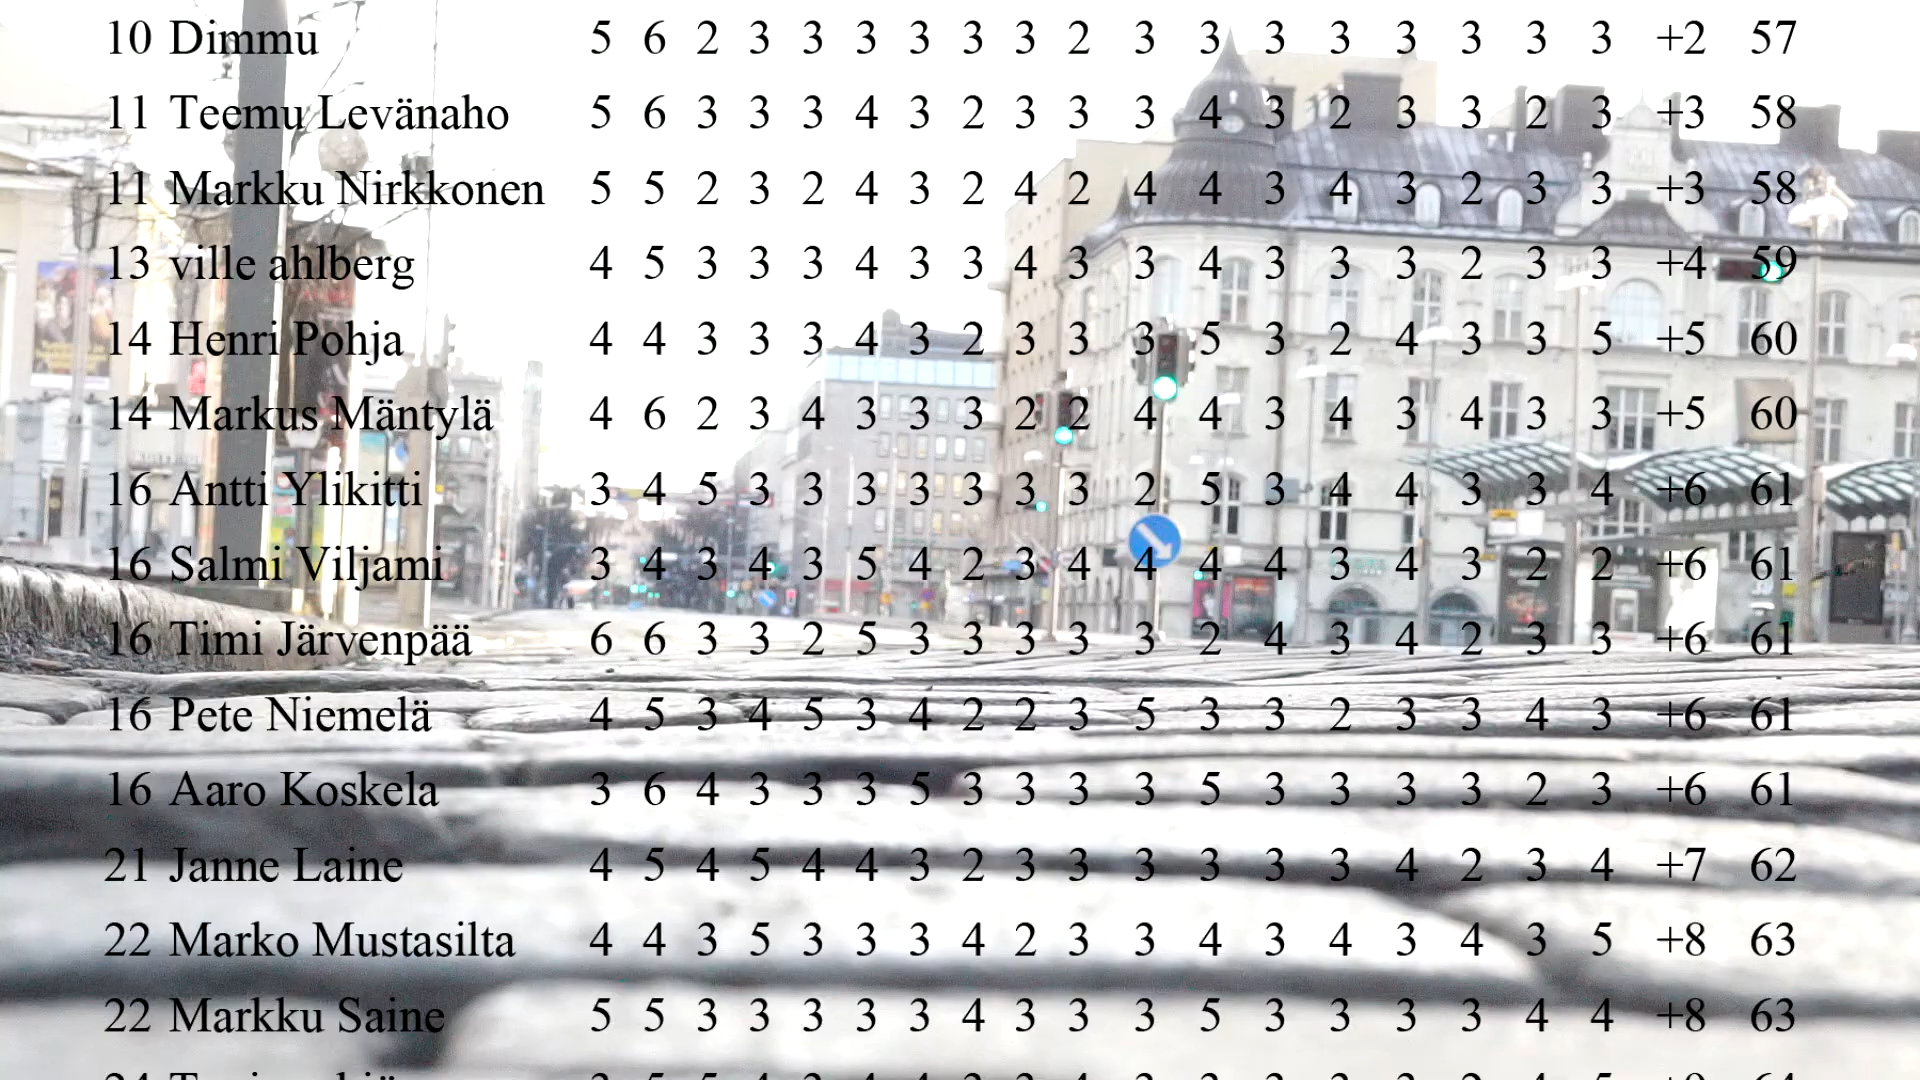 10 Dimmu 5 6 2 3 3 3 3 3 3 2 3 3 3 3 3 3 3 3 +2 57
11 Teemu Levänaho 5 6 3 3 3 4 3 2 3 3 3 4 3 2 3 3 2 3 +3 58
11 Markku Nirkkonen 5 5 2 3 2 4 3 2 4 2 4 4 3 4 3 2 3 3 +3 58
13 ville ahlberg 4 5 3 3 3 4 3 3 4 3 3 4 3 3 3 2 3 3 +4 59
14 Henri Pohja 4 4 3 3 3 4 3 2 3 3 3 5 3 2 4 3 3 5 +5 60
14 Markus Mäntylä 4 6 2 3 4 3 3 3 2 2 4 4 3 4 3 4 3 3 +5 60
16 Antti Ylikitti 3 4 5 3 3 3 3 3 3 3 2 5 3 4 4 3 3 4 +6 61
16 Salmi Viljami 3 4 3 4 3 5 4 2 3 4 4 4 4 3 4 3 2 2 +6 61
16 Timi Järvenpää 6 6 3 3 2 5 3 3 3 3 3 2 4 3 4 2 3 3 +6 61
16 Pete Niemelä 4 5 3 4 5 3 4 2 2 3 5 3 3 2 3 3 4 3 +6 61
16 Aaro Koskela 3 6 4 3 3 3 5 3 3 3 3 5 3 3 3 3 2 3 +6 61
21 Janne Laine 4 5 4 5 4 4 3 2 3 3 3 3 3 3 4 2 3 4 +7 62
22 Marko Mustasilta 4 4 3 5 3 3 3 4 2 3 3 4 3 4 3 4 3 5 +8 63
22 Markku Saine 5 5 3 3 3 3 3 4 3 3 3 5 3 3 3 3 4 4 +8 63